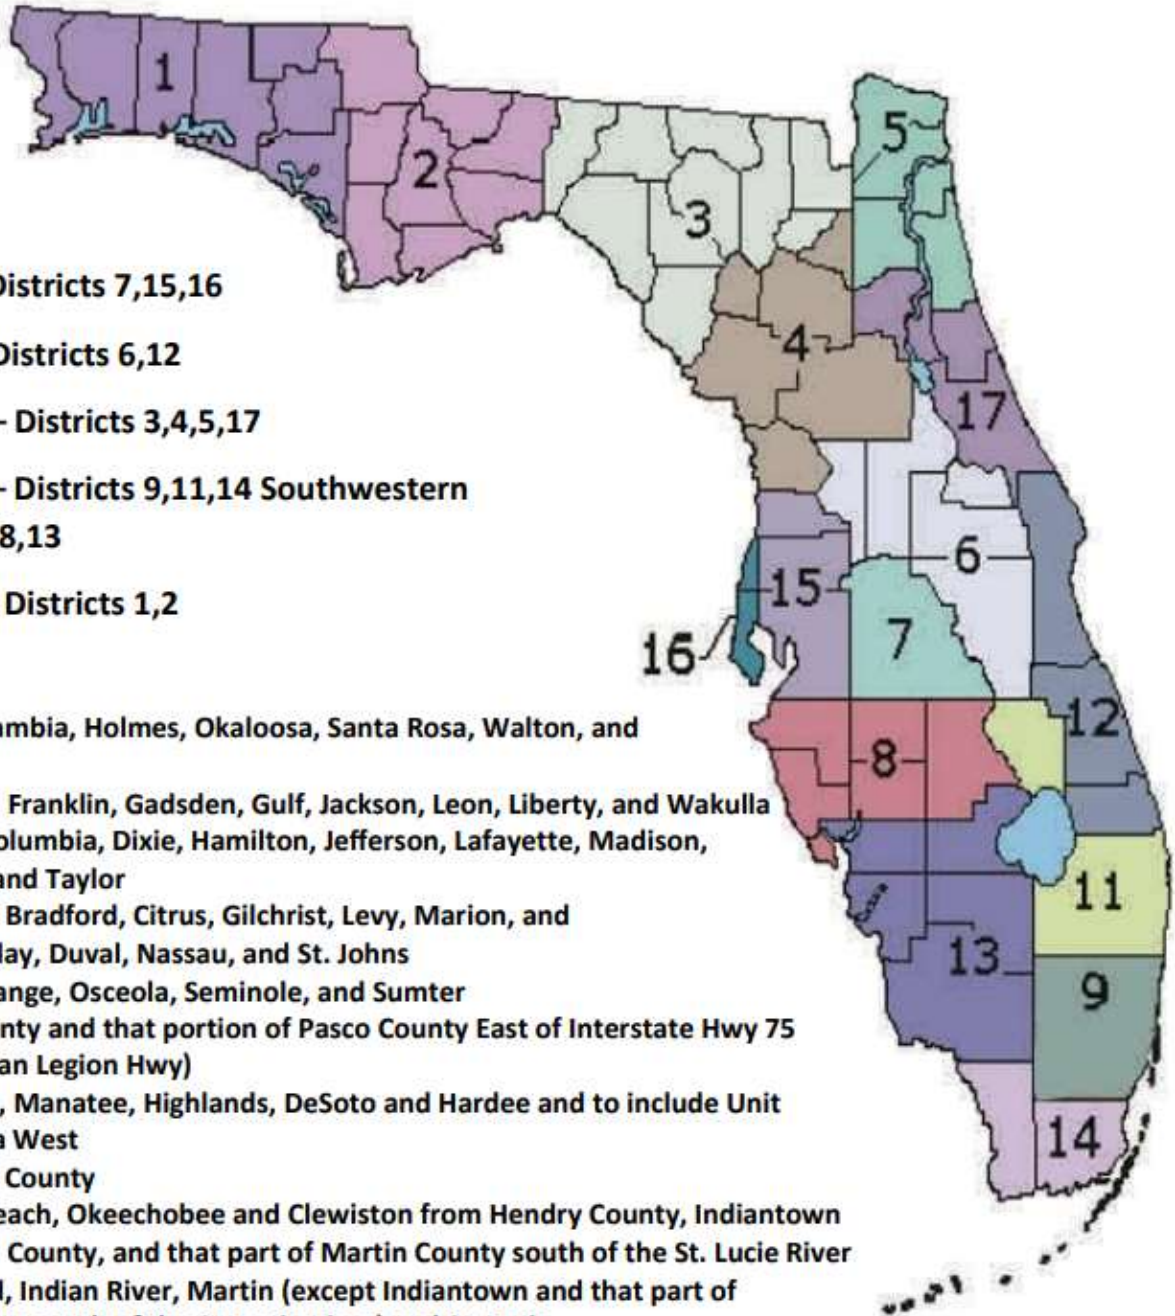 1
2
3
5
4
17
Districts 7,15,16
Districts 6,12
– Districts 3,4,5,17
– Districts 9,11,14 Southwestern
8,13
Districts 1,2
6
15
7
16
12
8
11
13
9
14
ambia, Holmes, Okaloosa, Santa Rosa, Walton, and
Franklin, Gadsden, Gulf, Jackson, Leon, Liberty, and Wakulla
olumbia, Dixie, Hamilton, Jefferson, Lafayette, Madison,
and Taylor
Bradford, Citrus, Gilchrist, Levy, Marion, and
lay, Duval, Nassau, and St. Johns
ange, Osceola, Seminole, and Sumter
nty and that portion of Pasco County East of Interstate Hwy 75
an Legion Hwy)
, Manatee, Highlands, DeSoto and Hardee and to include Unit
a West
County
each, Okeechobee and Clewiston from Hendry County, Indiantown
County, and that part of Martin County south of the St. Lucie River
, Indian River, Martin (except Indiantown and that part of